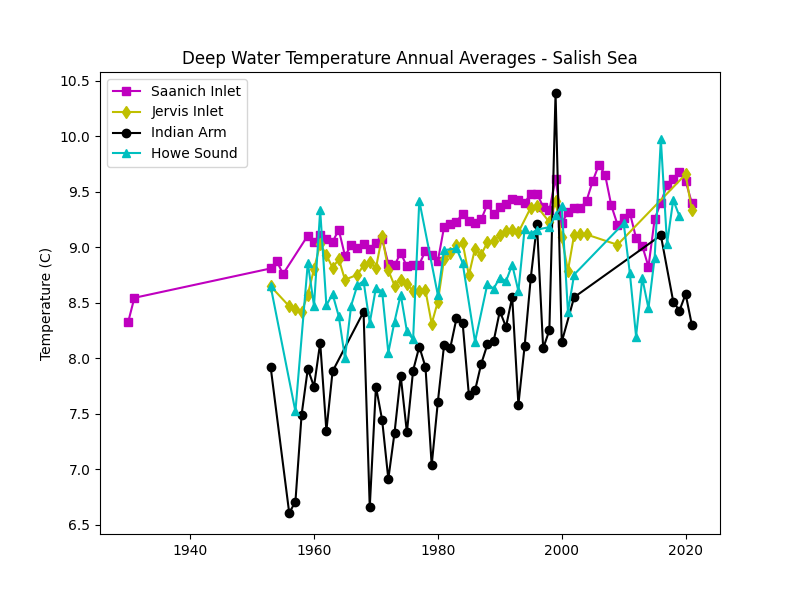 Deep Water Temperature Annual Averages - Salish Sea
Saanich Inlet
Jervis Inlet
Indian Arm
Howe Sound
Temperature (C)
10.5
10.0
9.5
9.0
8.5
8.0
7.5
7.0
6.5
1940 1960 1980 2000 2020